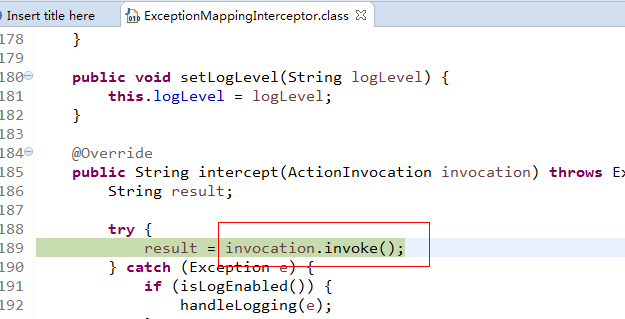 Insert title here
ExceptionMappingInterceptor.class
178 }
179
180 public void setLogLevel(String logLevel) {
181 this.logLevel = logLevel;
182 }
183
184 @Override
185 public String intercept(ActionInvocation invocation) throws Ex
186 String result;
187
188 try {
189 result = invocation.invoke();
190 } catch (Exception e) {
191 if (isLogEnabled()) {
192 handleLogging(e);